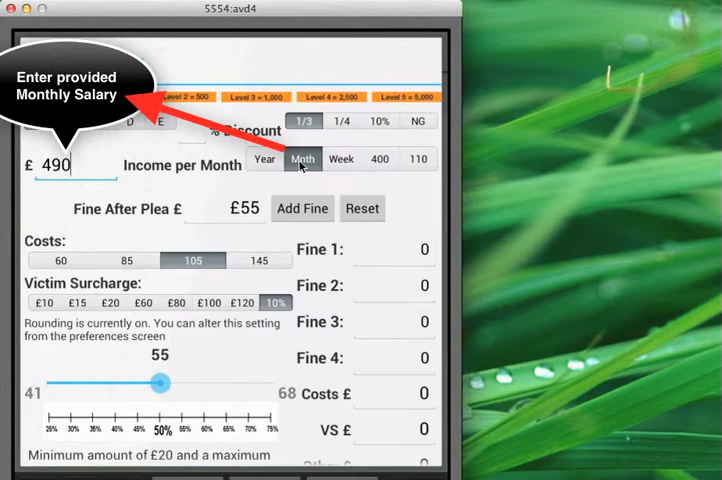 5554:avd4
Enter provided
Monthly Salary
Level 2 = 500 Level 3 = 1,000 Level 4 = 2,500 Level 5 = 5,000
D E % Discount 1/3 1/4 10% NG
£ 490 Income per Month Year Mnth Week 400 110
Fine After Plea £ £55 Add Fine Reset
Costs:
60 85 105 145
Fine 1: 0
Victim Surcharge:
£10 £15 £20 £60 £80 £100 £120 10%
Fine 2: 0
Rounding is currently on. You can alter this setting
from the preferences screen
Fine 3: 0
55
Fine 4: 0
41 68
Costs £ 0
25% 30% 35% 40% 45% 50% 55% 60% 65% 70% 75%
VS £ 0
Minimum amount of £20 and a maximum